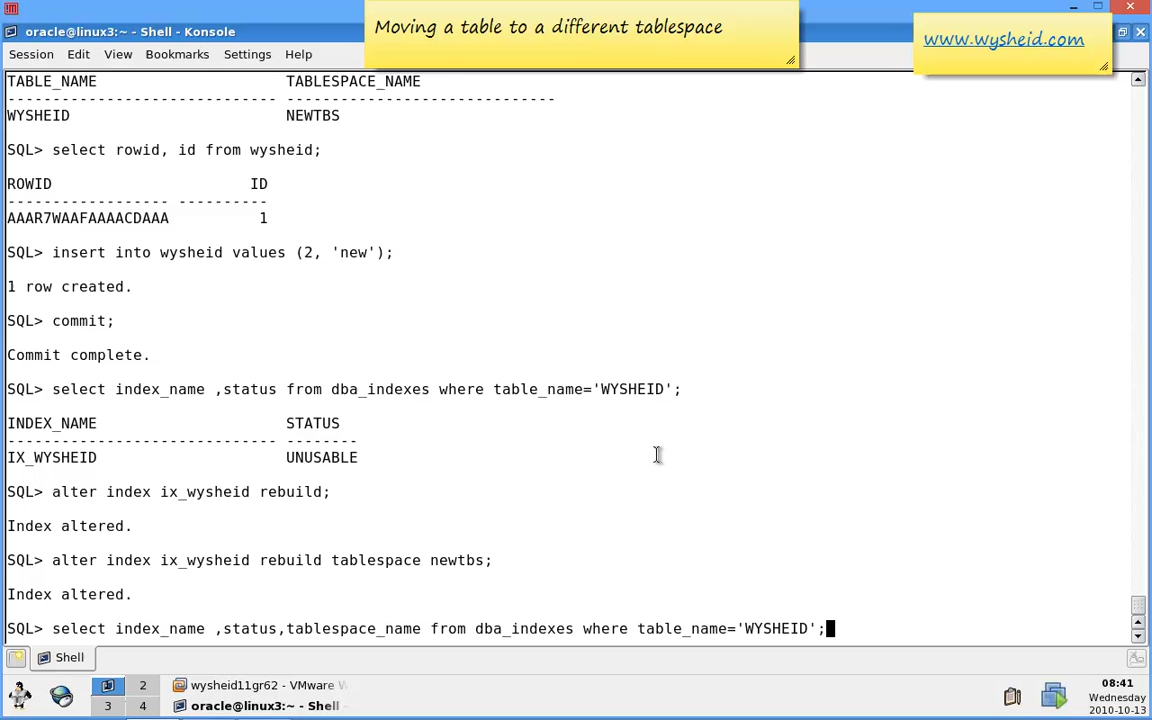 Moving a table to a different tablespace
www.wysheid.com
oracle@linux3:~ - Shell - Konsole
Session Edit View Bookmarks Settings Help
TABLE_NAME                     TABLESPACE_NAME
------------------------------ ------------------------------
WYSHEID                        NEWTBS
SQL> select rowid, id from wysheid;
ROWID                      ID
------------------ ----------
AAAR7WAAFAAAACDAAA          1
SQL> insert into wysheid values (2, 'new');
1 row created.
SQL> commit;
Commit complete.
SQL> select index_name ,status from dba_indexes where table_name='WYSHEID';
INDEX_NAME                     STATUS
------------------------------ --------
IX_WYSHEID                     UNUSABLE
SQL> alter index ix_wysheid rebuild;
Index altered.
SQL> alter index ix_wysheid rebuild tablespace newtbs;
Index altered.
SQL> select index_name ,status,tablespace_name from dba_indexes where table_name='WYSHEID';
Shell
2 wysheid11gr62 - VMware W
3 4 oracle@linux3:~ - Shell -
08:41
Wednesday
2010-10-13